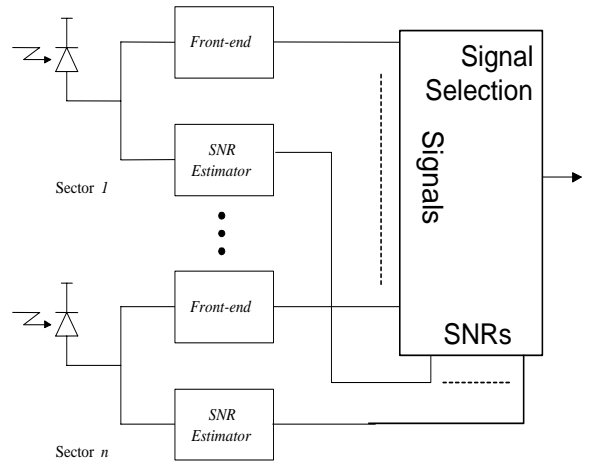 Front-end
Signal
Selection
Signals
SNR
Estimator
Sector 1
Front-end
SNRs
SNR
Estimator
Sector n